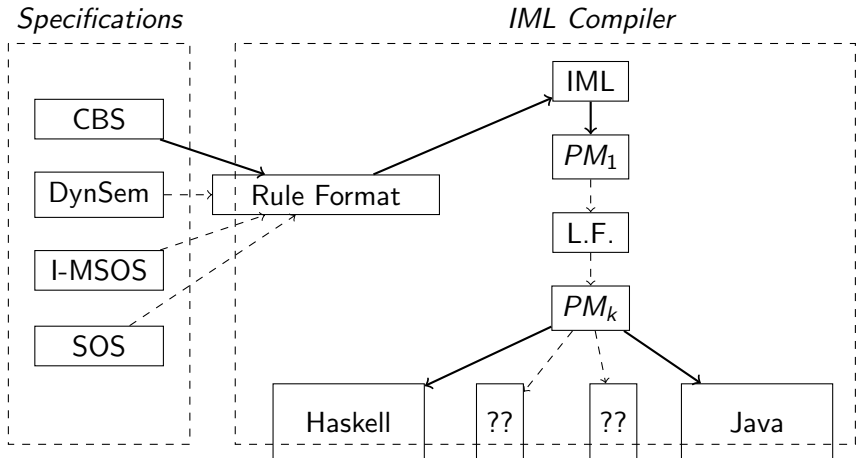 Specifications
IML Compiler
CBS
DynSem
I-MSOS
SOS
Rule Format
IML
PM₁
L.F.
PMₖ
Haskell
??
??
Java